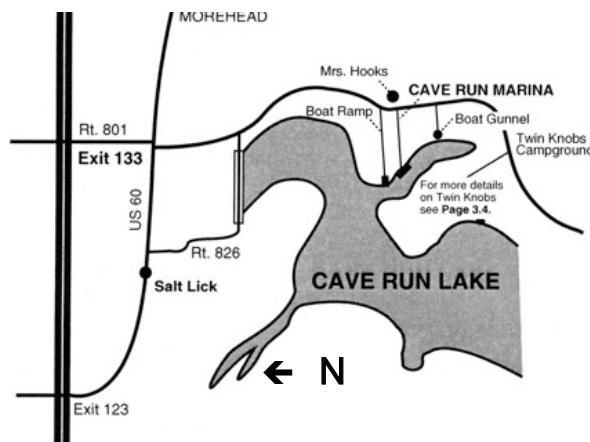 MOREHEAD
Mrs. Hooks
CAVE RUN MARINA
Boat Ramp
Boat Gunnel
Rt. 801
Exit 133
Twin Knobs
Campground
For more details
on Twin Knobs
see Page 3.4.
US 60
Rt. 826
Salt Lick
CAVE RUN LAKE
← N
Exit 123